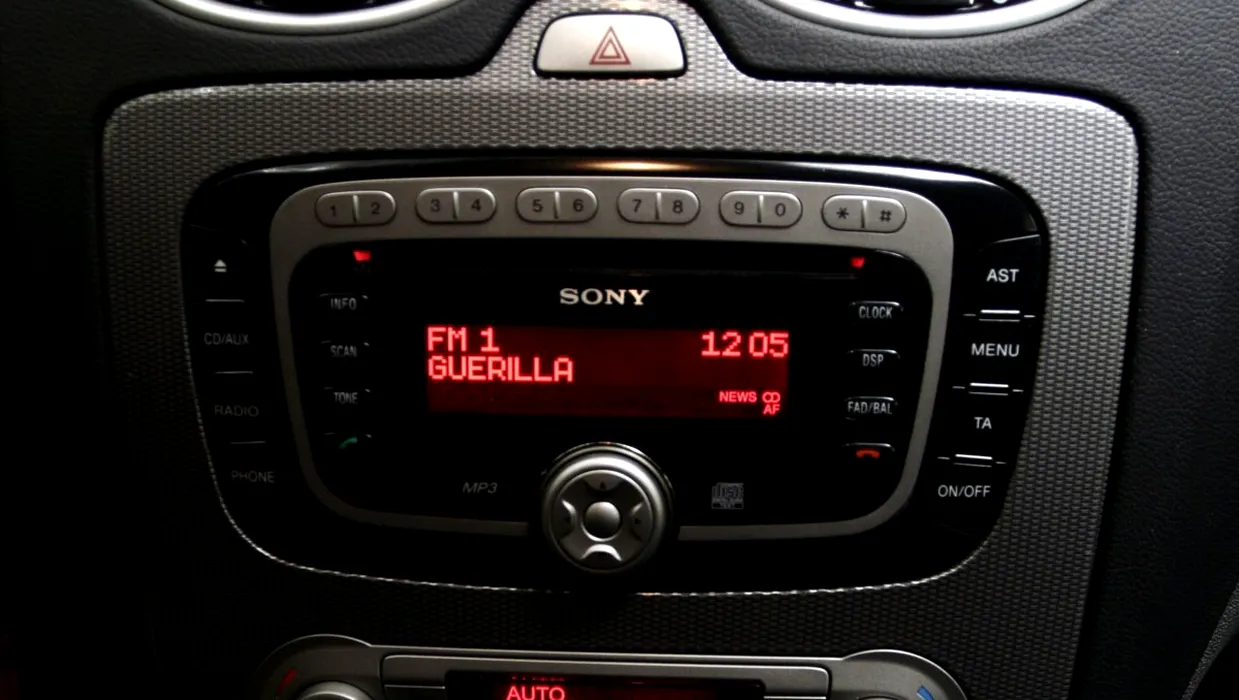 1 2 3 4 5 6 7 8 9 0 * #
AST
SONY
INFO
CLOCK
CD/AUX
FM 1 12 05
SCAN
MENU
GUERILLA
DSP
NEWS CD
AF
TONE
FAD/BAL
RADIO
TA
PHONE
MP3
ON/OFF
AUTO